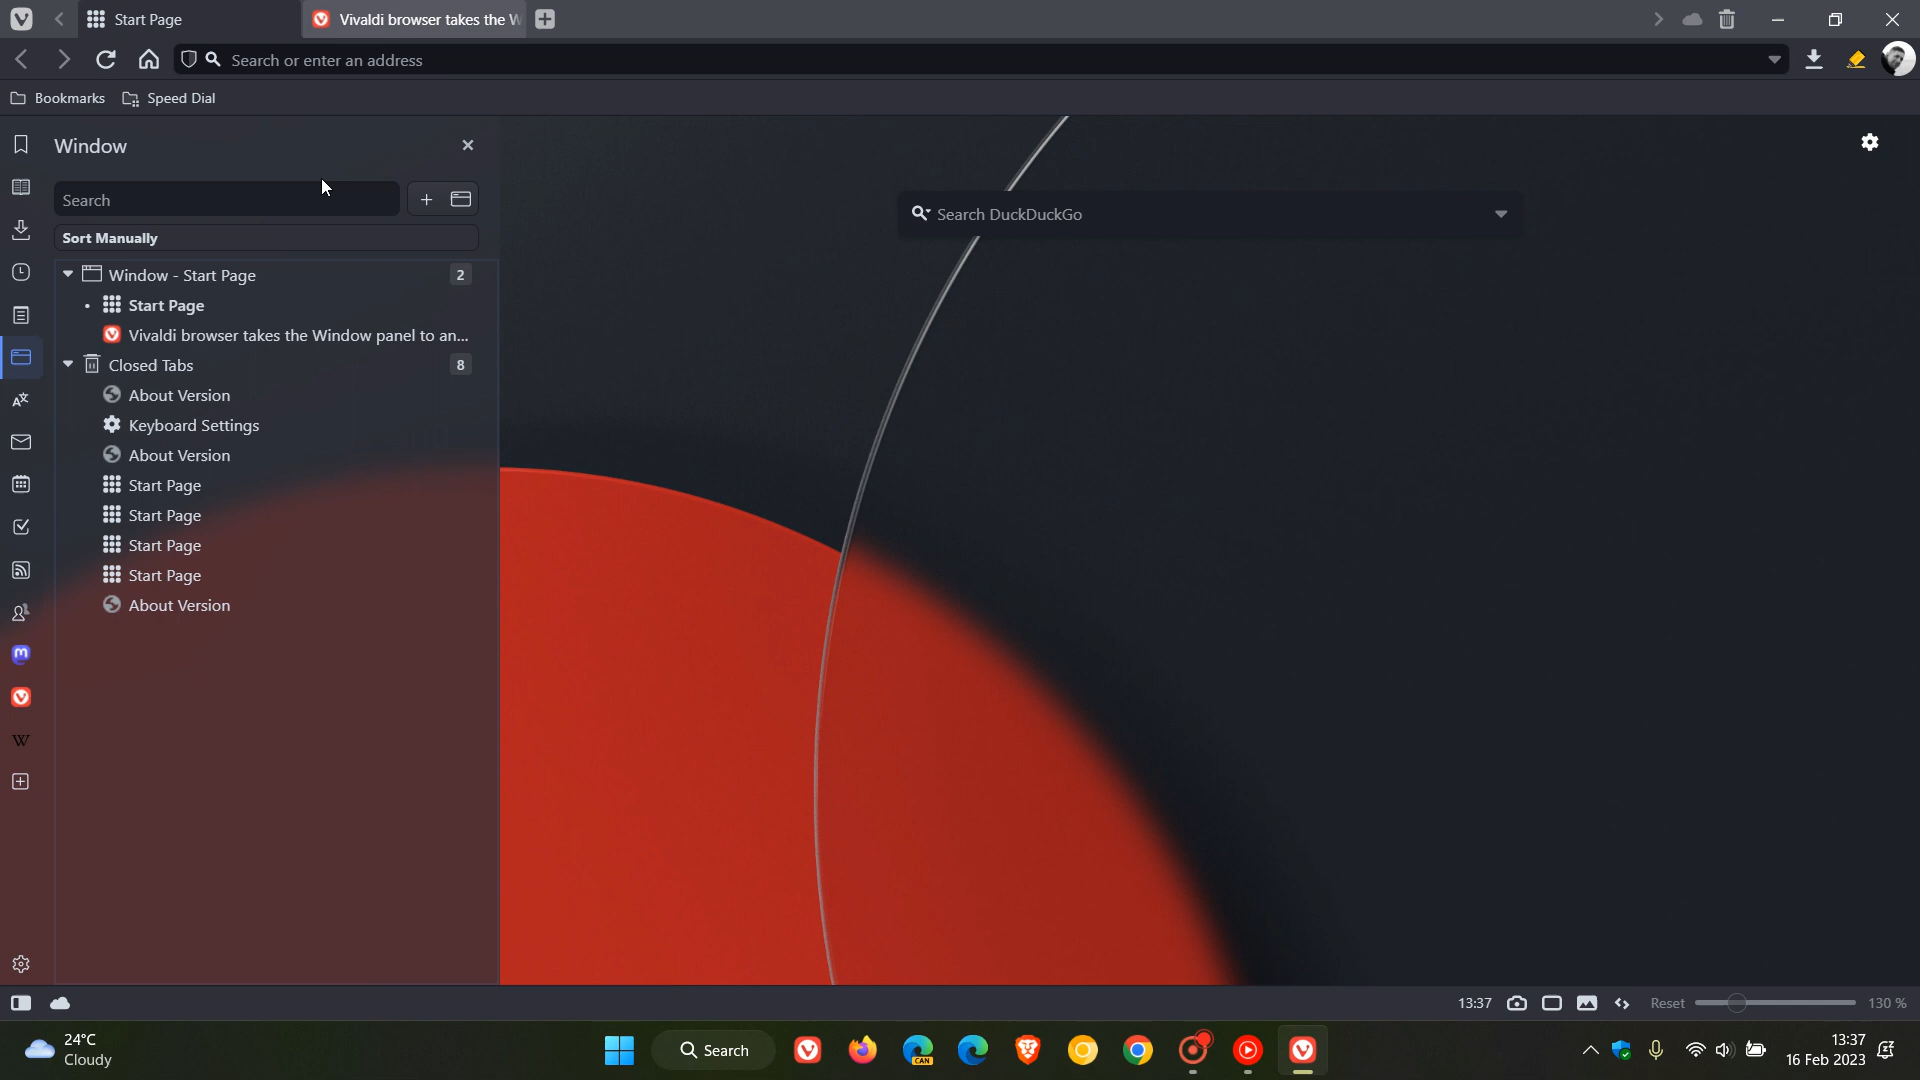 Start Page
Vivaldi browser takes the W
Search or enter an address
Bookmarks
Speed Dial
Window
Search
Sort Manually
Window - Start Page 2
Start Page
Vivaldi browser takes the Window panel to an...
Closed Tabs 8
About Version
Keyboard Settings
About Version
Start Page
Start Page
Start Page
Start Page
About Version
Search DuckDuckGo
W
13:37
Reset
130 %
24°C
Cloudy
Search
CAN
13:37
16 Feb 2023